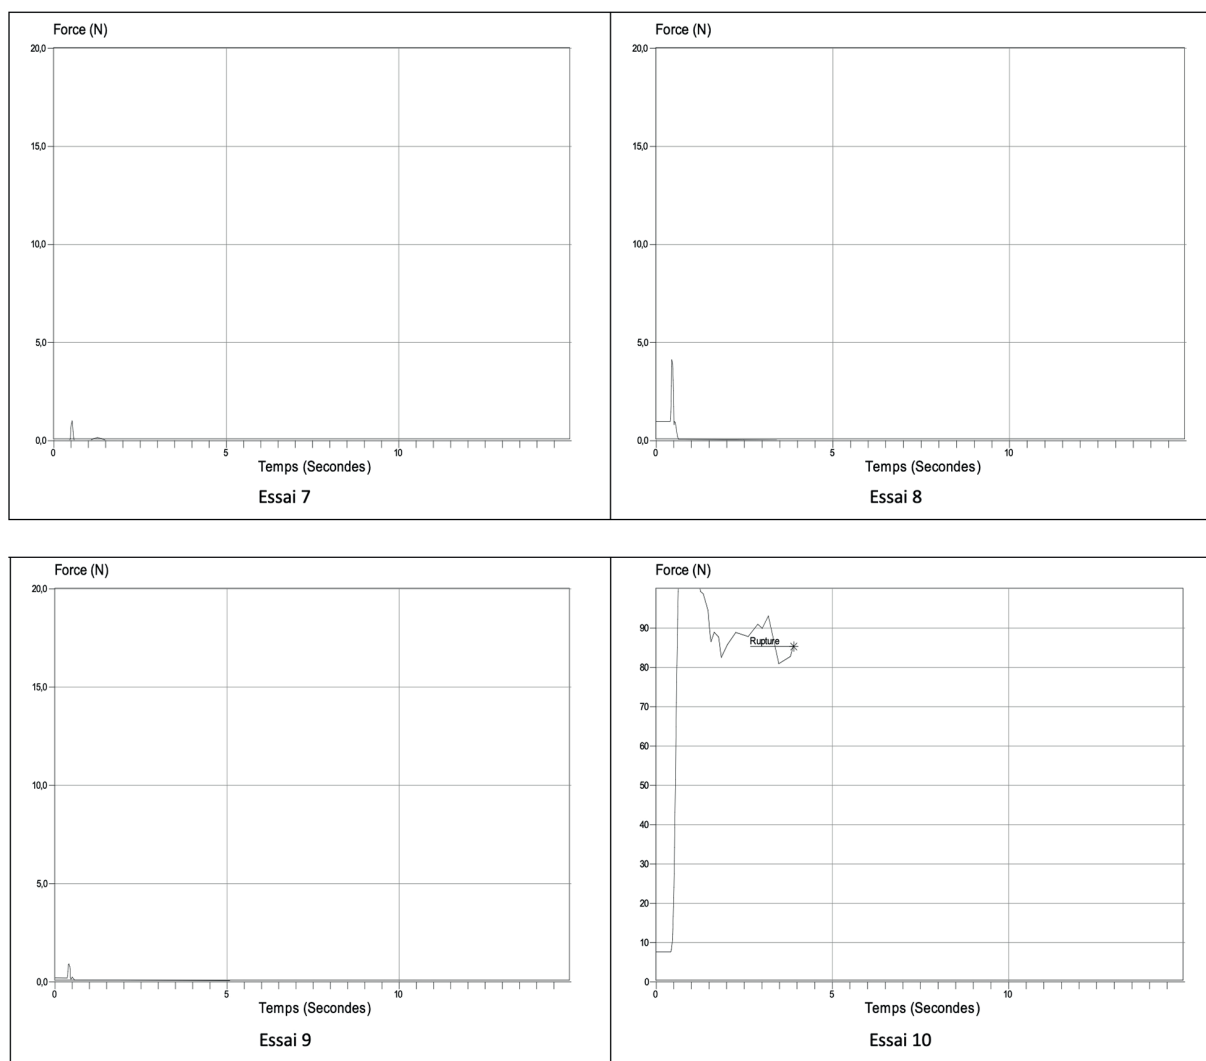 Force (N)
20,0
15,0
10,0
5,0
0,0
0 5 10
Temps (Secondes)
Essai 7
Force (N)
20,0
15,0
10,0
5,0
0,0
0 5 10
Temps (Secondes)
Essai 8
Force (N)
20,0
15,0
10,0
5,0
0,0
0 5 10
Temps (Secondes)
Essai 9
Force (N)
90
Rupture
80
70
60
50
40
30
20
10
0
0 5 10
Temps (Secondes)
Essai 10